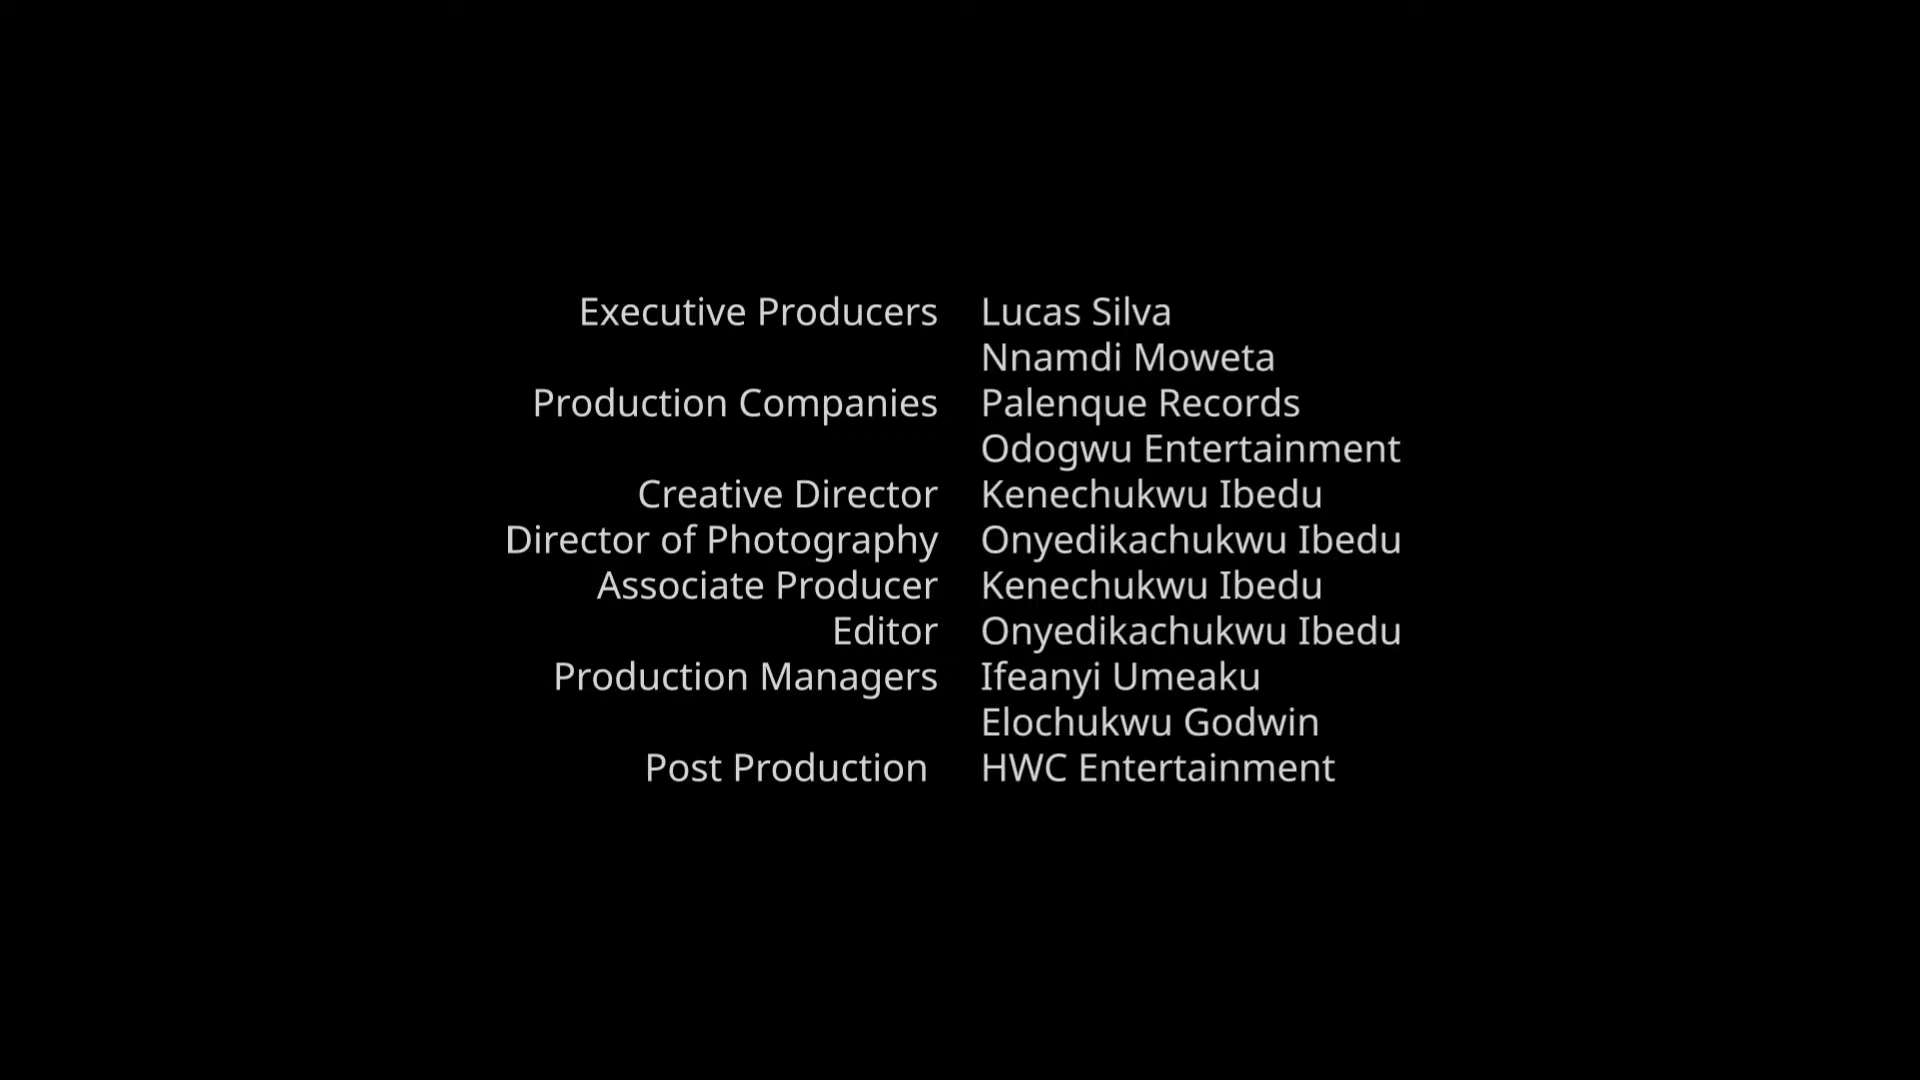 Executive Producers Lucas Silva
Nnamdi Moweta
Production Companies Palenque Records
Odogwu Entertainment
Creative Director Kenechukwu Ibedu
Director of Photography Onyedikachukwu Ibedu
Associate Producer Kenechukwu Ibedu
Editor Onyedikachukwu Ibedu
Production Managers Ifeanyi Umeaku
Elochukwu Godwin
Post Production HWC Entertainment